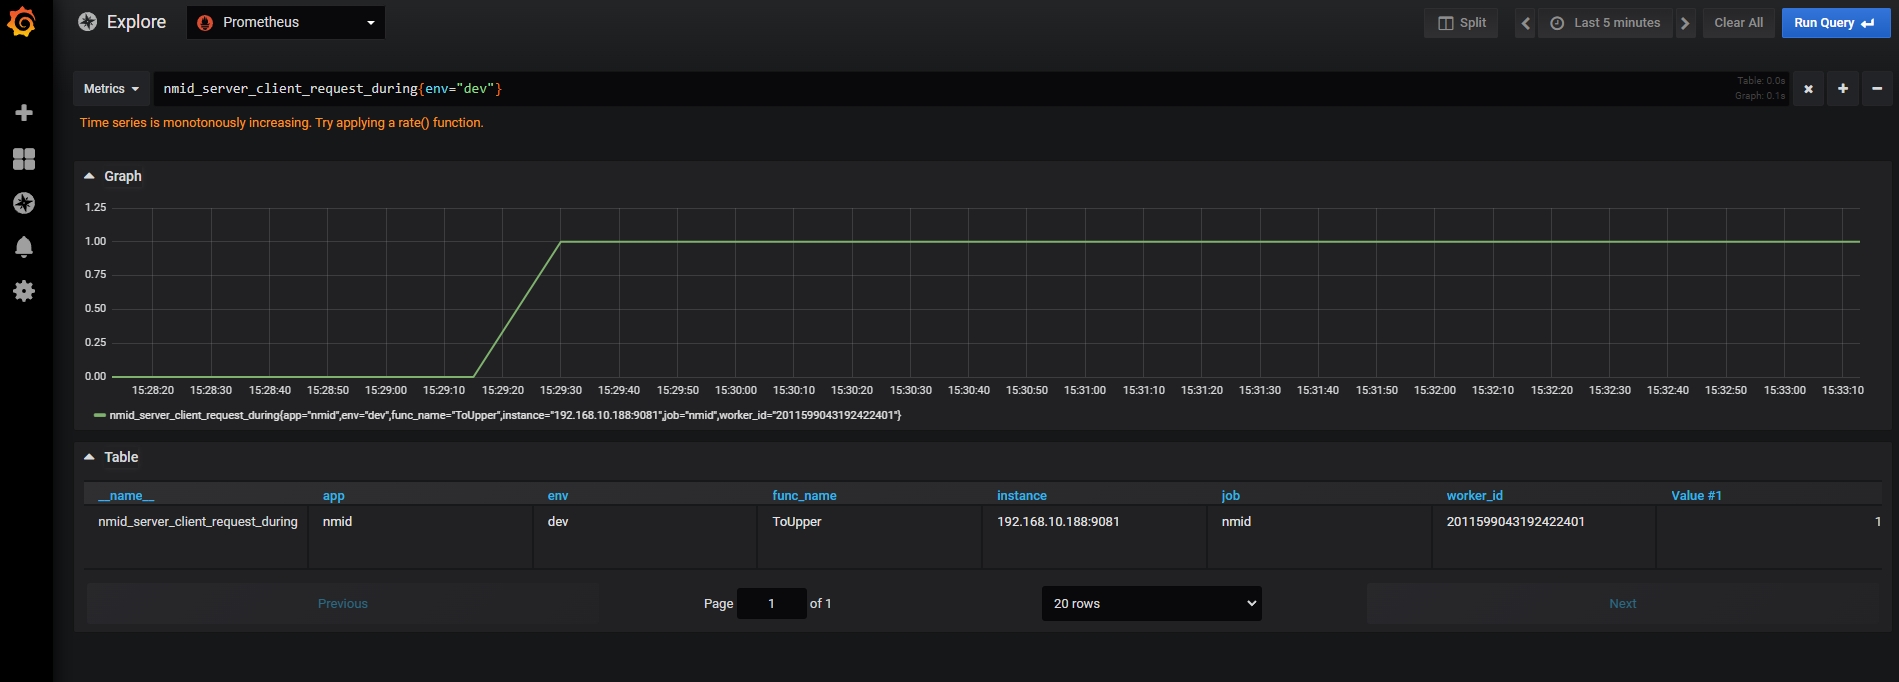 Explore Prometheus Split Last 5 minutes Clear All Run Query
Metrics nmid_server_client_request_during{env="dev"} Table: 0.0s
Graph: 0.1s
Time series is monotonously increasing. Try applying a rate() function.
Graph
1.25
1.00
0.75
0.50
0.25
0.00
15:28:20 15:28:30 15:28:40 15:28:50 15:29:00 15:29:10 15:29:20 15:29:30 15:29:40 15:29:50 15:30:00 15:30:10 15:30:20 15:30:30 15:30:40 15:30:50 15:31:00 15:31:10 15:31:20 15:31:30 15:31:40 15:31:50 15:32:00 15:32:10 15:32:20 15:32:30 15:32:40 15:32:50 15:33:00 15:33:10
nmid_server_client_request_during{app="nmid",env="dev",func_name="ToUpper",instance="192.168.10.188:9081",job="nmid",worker_id="2011599043192422401"}
Table
__name__ app env func_name instance job worker_id Value #1
nmid_server_client_request_during nmid dev ToUpper 192.168.10.188:9081 nmid 2011599043192422401 1
Previous Page 1 of 1 20 rows Next